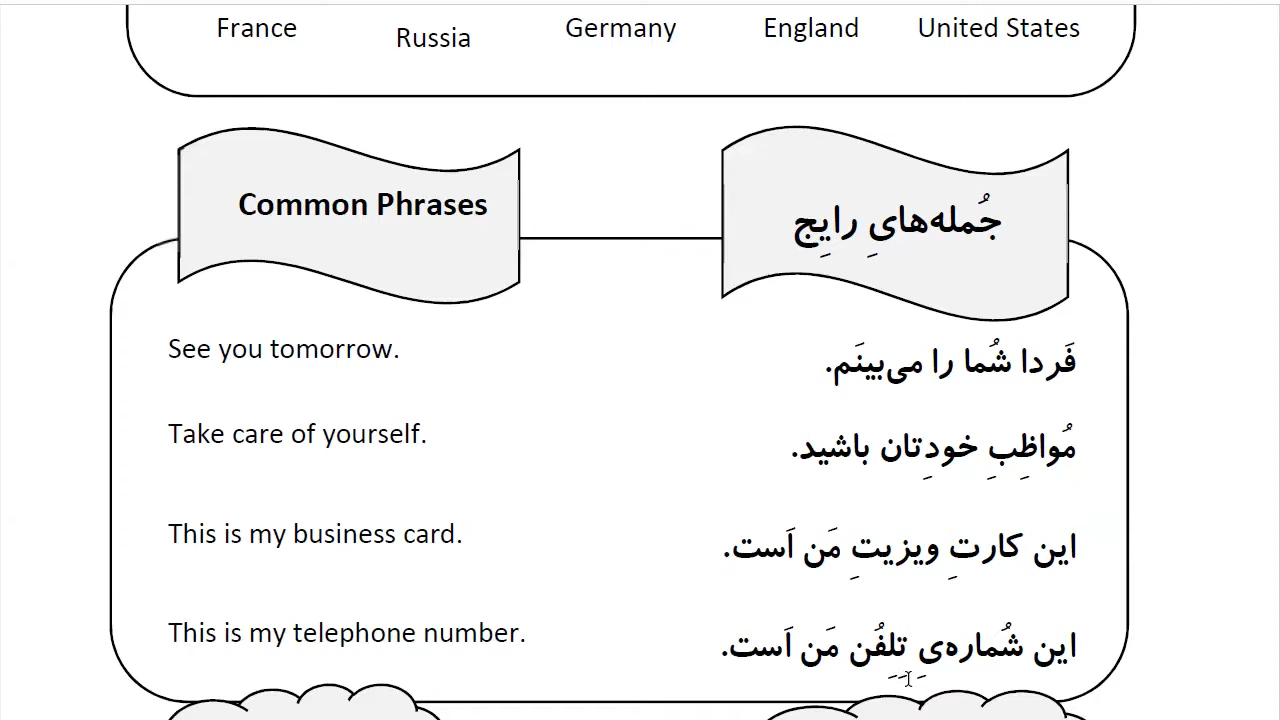 France Russia Germany England United States
Common Phrases
جُمله‌هایِ رایِج
See you tomorrow.
فَردا شُما را می‌بینَم.
Take care of yourself.
مُواظِبِ خودِتان باشید.
This is my business card.
این کارتِ ویزیتِ مَن اَست.
This is my telephone number.
این شُماره‌یِ تِلِفُن مَن اَست.